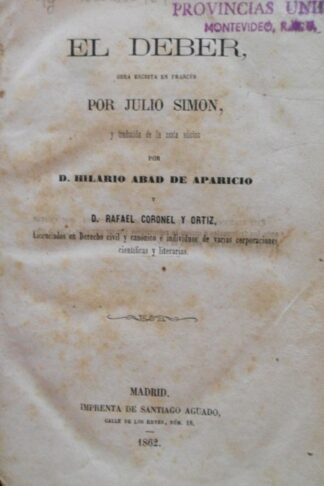 PROVINCIAS UNI
MONTEVIDEO, R.
EL DEBER,
OBRA ESCRITA EN FRANCÉS
POR JULIO SIMON,
y traducida de la sexta edicion
POR
D. HILARIO ABAD DE APARICIO
Y
D. RAFAEL CORONEL Y ORTIZ,
Licenciados en Derecho civil y canónico é individuos de varias corporaciones
científicas y literarias.
MADRID.
IMPRENTA DE SANTIAGO AGUADO,
CALLE DE LOS REYES, NÚM.
1862.